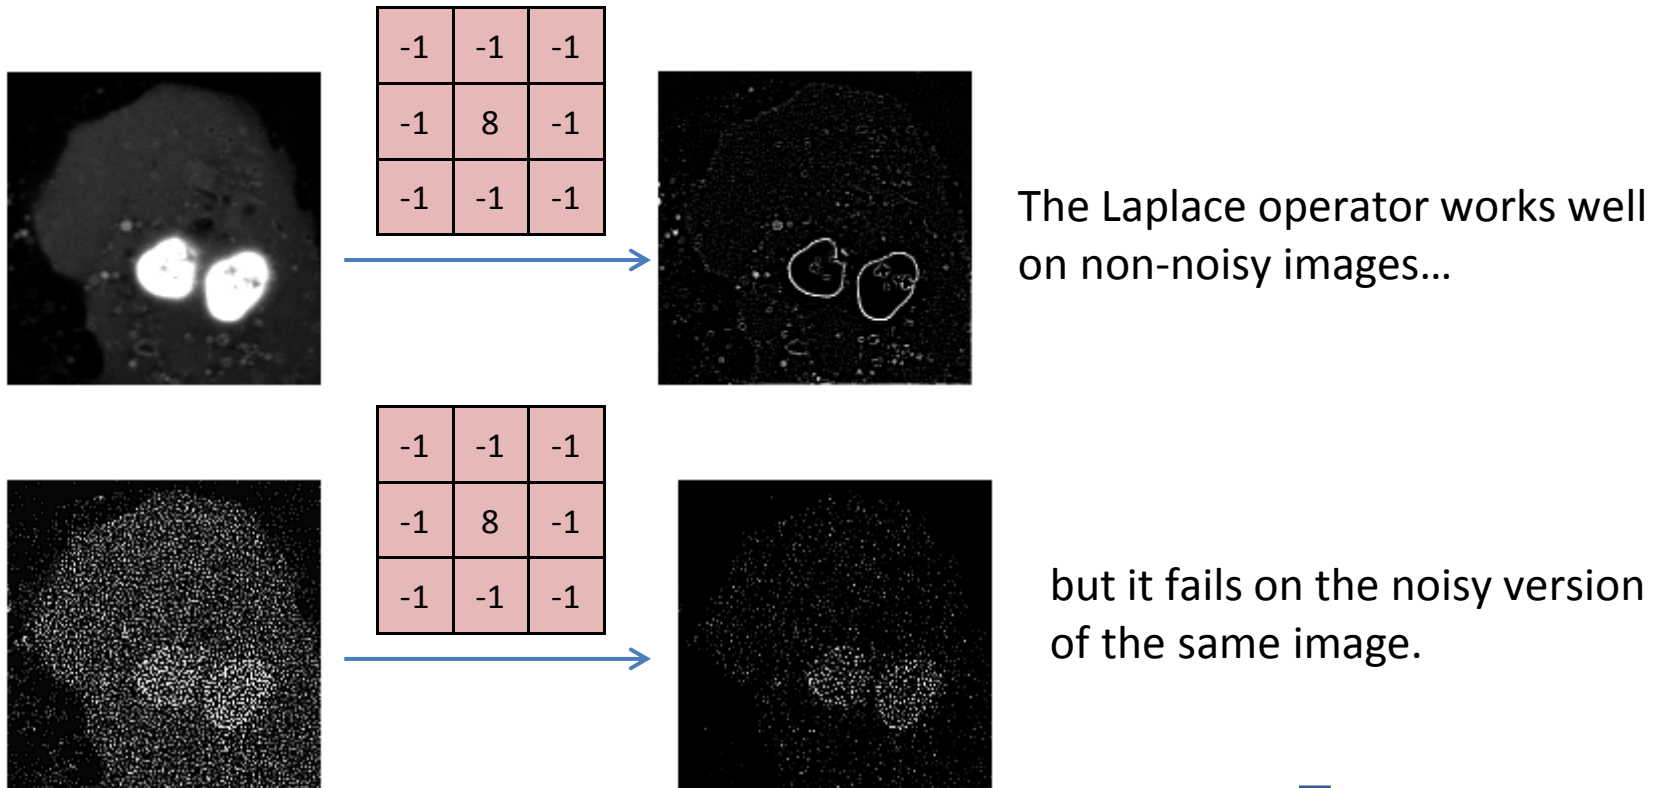 -1 -1 -1
-1 8 -1
-1 -1 -1
The Laplace operator works well
on non-noisy images…
-1 -1 -1
-1 8 -1
-1 -1 -1
but it fails on the noisy version
of the same image.